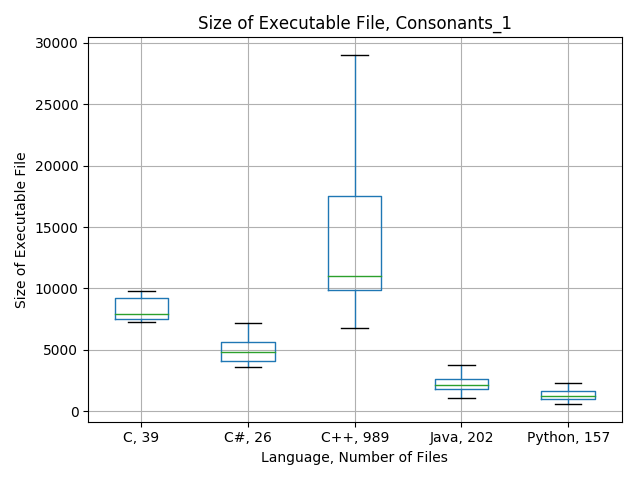 Size of Executable File, Consonants_1
30000
25000
20000
15000
10000
5000
0
Size of Executable File
C, 39
C#, 26
C++, 989
Java, 202
Python, 157
Language, Number of Files